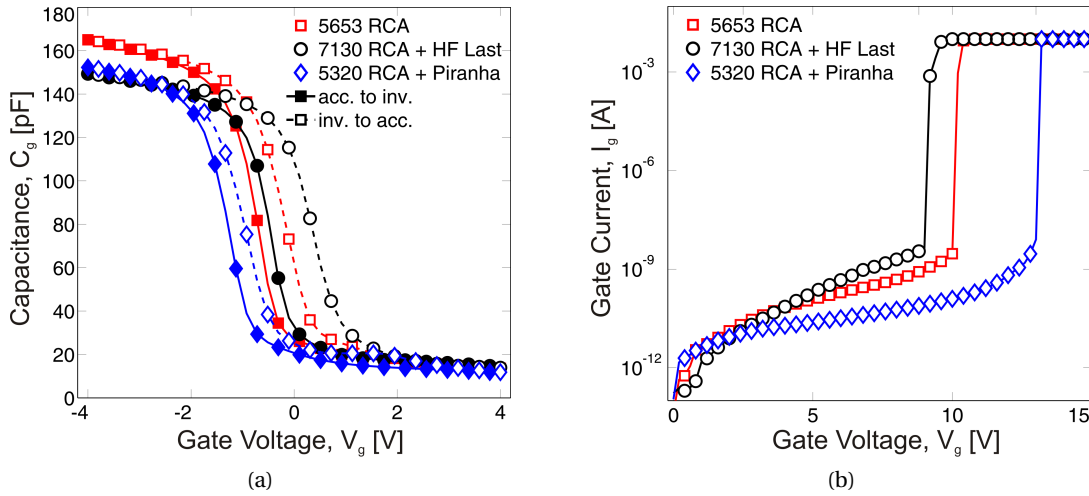 180
160
140
120
100
80
60
40
20
0
Capacitance, C_g [pF]
5653 RCA
7130 RCA + HF Last
5320 RCA + Piranha
acc. to inv.
inv. to acc.
-4
-2
0
2
4
Gate Voltage, V_g [V]
(a)
10^-3
10^-6
10^-9
10^-12
Gate Current, I_g [A]
5653 RCA
7130 RCA + HF Last
5320 RCA + Piranha
0
5
10
15
Gate Voltage, V_g [V]
(b)